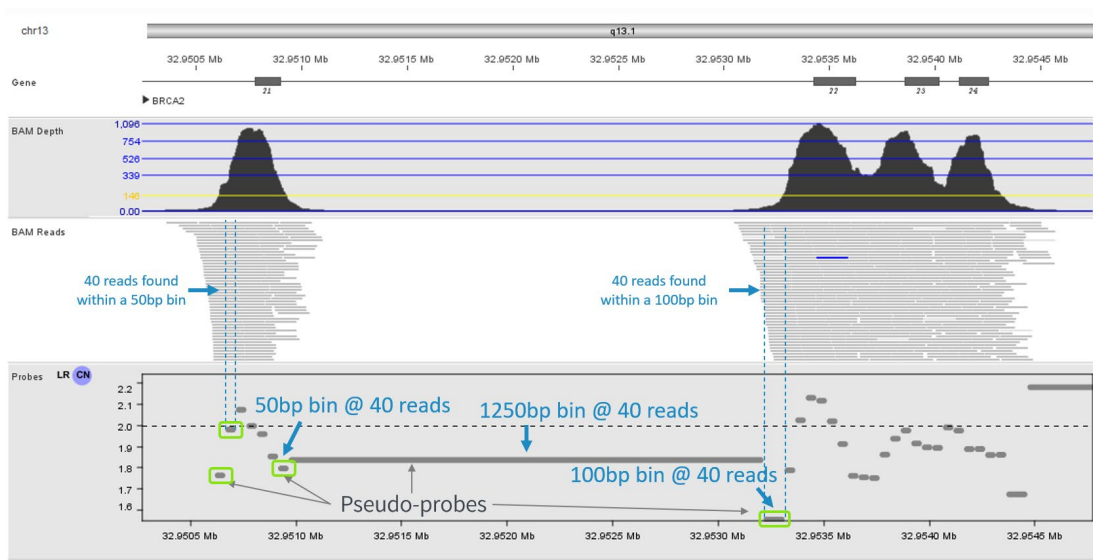 chr13
q13.1
32.9505 Mb 32.9510 Mb 32.9515 Mb 32.9520 Mb 32.9525 Mb 32.9530 Mb 32.9535 Mb 32.9540 Mb 32.9545 Mb
Gene
21 22 23 24
BRCA2
BAM Depth
1,096
754
526
339
146
0.00
BAM Reads
40 reads found
within a 50bp bin
40 reads found
within a 100bp bin
Probes LR CN
2.2
2.1
2.0
1.9
1.8
1.7
1.6
50bp bin @ 40 reads
1250bp bin @ 40 reads
100bp bin @ 40 reads
Pseudo-probes
32.9505 Mb 32.9510 Mb 32.9515 Mb 32.9520 Mb 32.9525 Mb 32.9530 Mb 32.9535 Mb 32.9540 Mb 32.9545 Mb